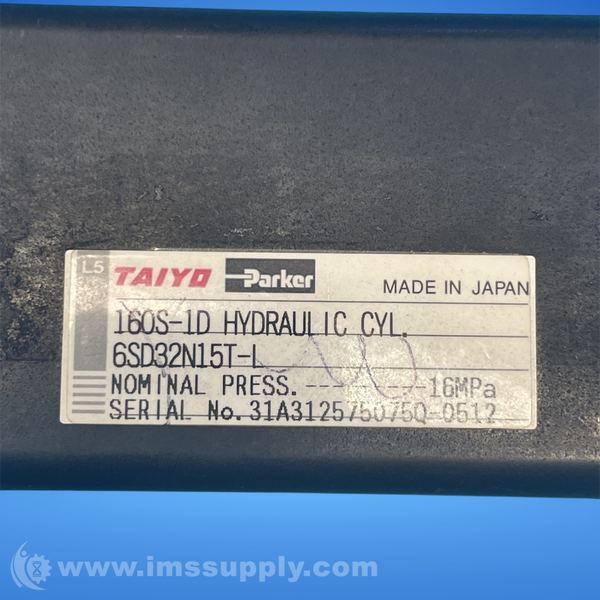 L5 TAIYO Parker MADE IN JAPAN
160S-1D HYDRAULIC CYL.
6SD32N15T-L
NOMINAL PRESS.----------16MPa
SERIAL No.31A312575075Q-0512
www.imssupply.com